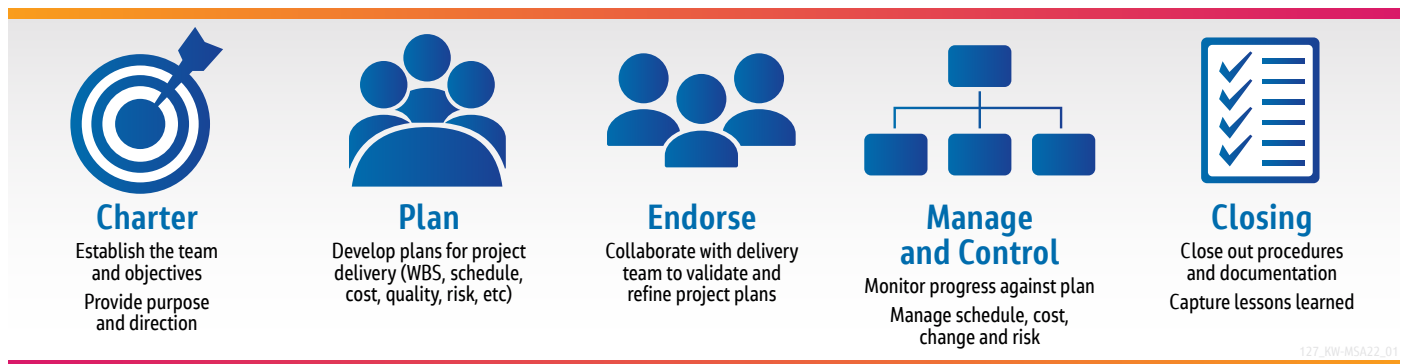 Charter
Establish the team
and objectives
Provide purpose
and direction
Plan
Develop plans for project
delivery (WBS, schedule,
cost, quality, risk, etc)
Endorse
Collaborate with delivery
team to validate and
refine project plans
Manage
and Control
Monitor progress against plan
Manage schedule, cost,
change and risk
Closing
Close out procedures
and documentation
Capture lessons learned
127_KW-MSA22_01